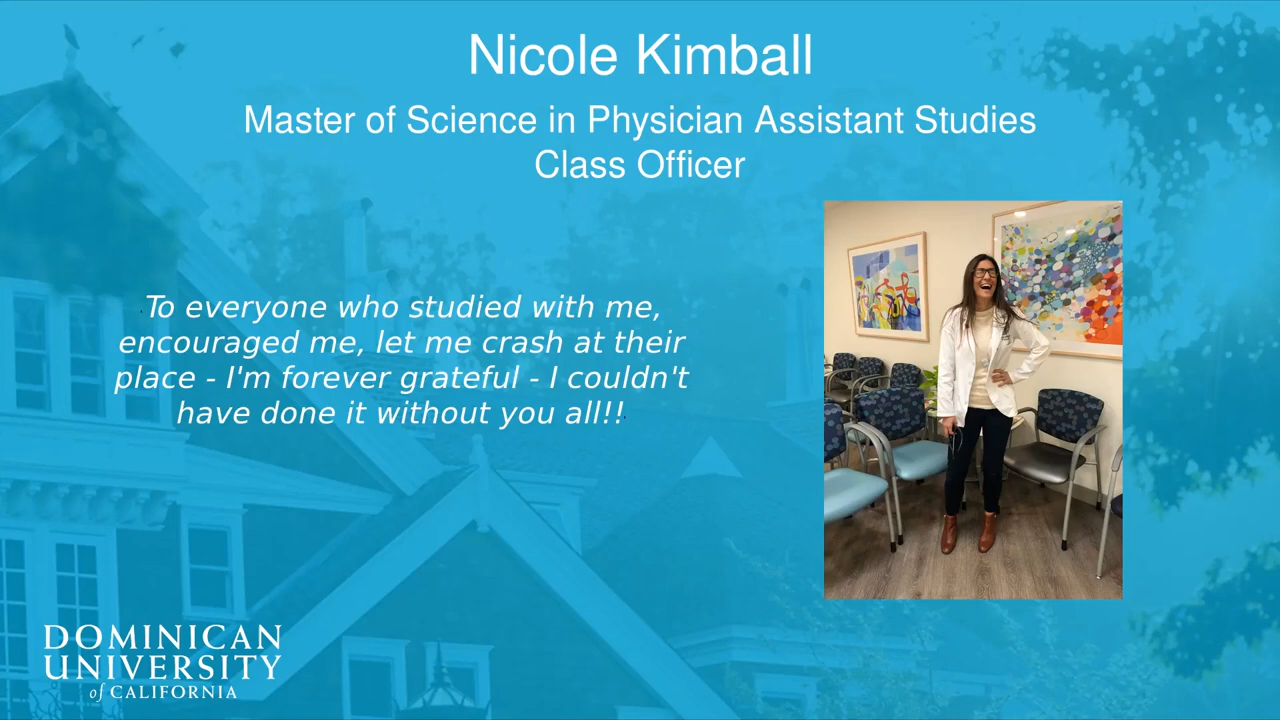 Nicole Kimball
Master of Science in Physician Assistant Studies
Class Officer
To everyone who studied with me,
encouraged me, let me crash at their
place - I'm forever grateful - I couldn't
have done it without you all!!
DOMINICAN
UNIVERSITY
of CALIFORNIA